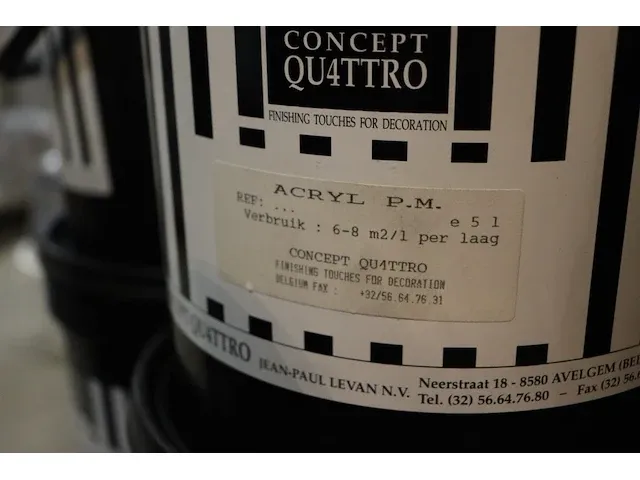 CONCEPT
QU4TTRO
FINISHING TOUCHES FOR DECORATION
ACRYL P.M.
REF: ...
e 5 l
Verbruik : 6-8 m2/l per laag
CONCEPT QU4TTRO
FINISHING TOUCHES FOR DECORATION
BELGIUM FAX : +32/56.64.76.31
QU4TTRO JEAN-PAUL LEVAN N.V.
Neerstraat 18 - 8580 AVELGEM
Tel. (32) 56.64.76.80 - Fax (32)